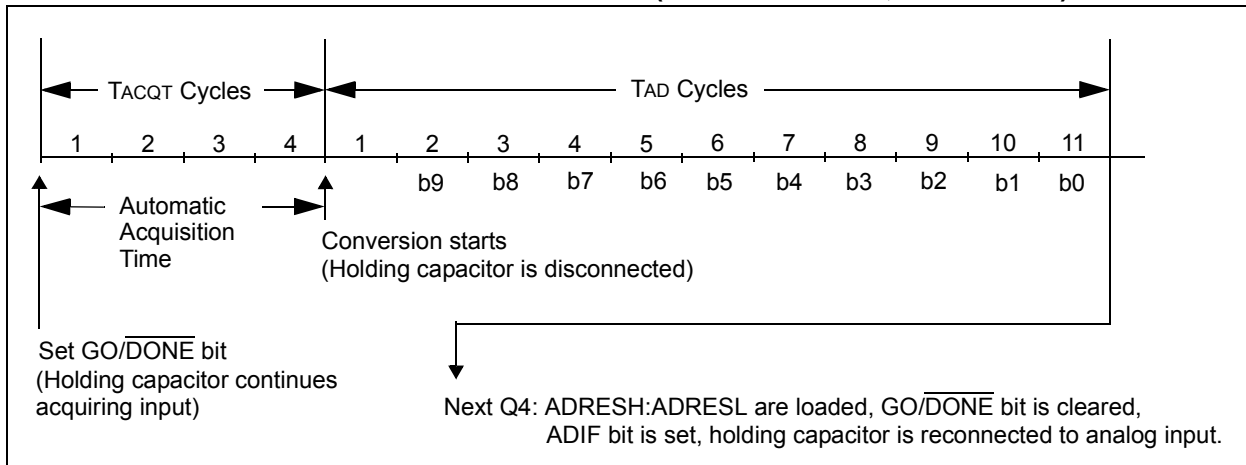 TACQT Cycles
TAD Cycles
1 2 3 4 1 2 3 4 5 6 7 8 9 10 11
b9 b8 b7 b6 b5 b4 b3 b2 b1 b0
Automatic
Acquisition
Time
Conversion starts
(Holding capacitor is disconnected)
Set GO/DONE bit
(Holding capacitor continues
acquiring input)
Next Q4: ADRESH:ADRESL are loaded, GO/DONE bit is cleared,
ADIF bit is set, holding capacitor is reconnected to analog input.